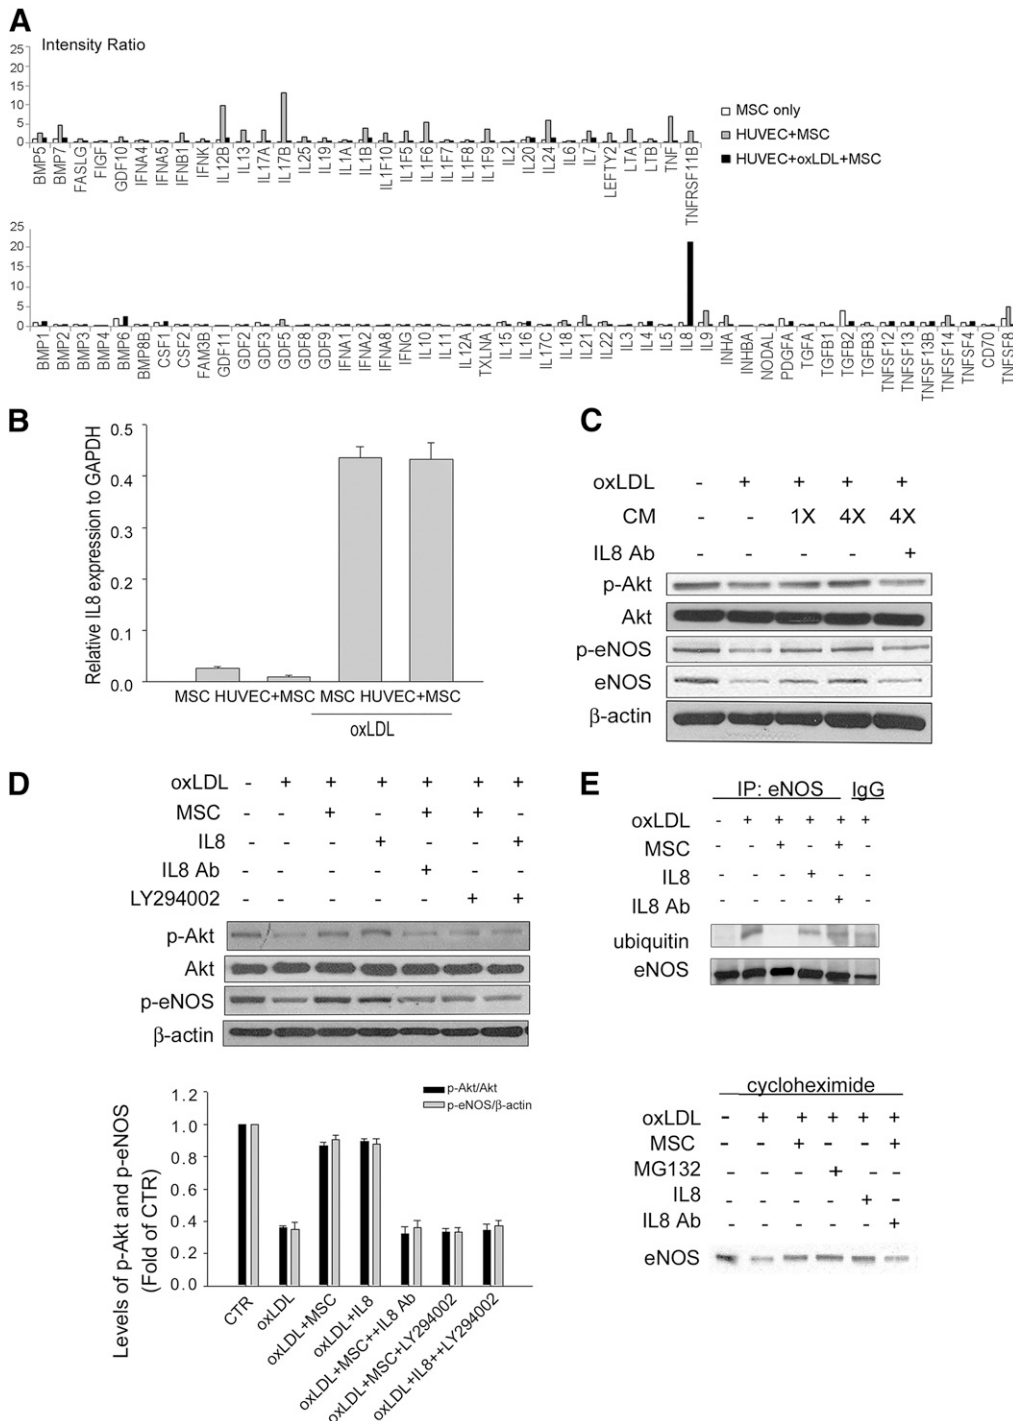 A
Intensity Ratio
25
20
15
10
5
0
MSC only
HUVEC+MSC
HUVEC+oxLDL+MSC
BMP5 BMP7 FASLG FIGF GDF10 IFNA4 IFNA5 IFNB1 IFNK IL12B IL13 IL17A IL17B IL25 IL19 IL1A IL1B IL1F10 IL1F5 IL1F6 IL1F7 IL1F8 IL1F9 IL2 IL20 IL24 IL6 IL7 LEFTY2 LTA LTB TNF TNFRSF11B
25
20
15
10
5
0
BMP1 BMP2 BMP3 BMP4 BMP6 BMP8B CSF1 CSF2 FAM3B GDF11 GDF2 GDF3 GDF5 GDF8 GDF9 IFNA1 IFNA2 IFNA8 IFNG IL10 IL11 IL12A TXLNA IL15 IL16 IL17C IL18 IL21 IL22 IL3 IL4 IL5 IL8 IL9 INHA INHBA NODAL PDGFA TGFA TGFB1 TGFB2 TGFB3 TNFSF12 TNFSF13 TNFSF13B TNFSF14 TNFSF4 CD70 TNFSF8
B
Relative IL8 expression to GAPDH
0.5
0.4
0.3
0.2
0.1
0.0
MSC HUVEC+MSC MSC HUVEC+MSC
oxLDL
C
oxLDL - + + + +
CM - - 1X 4X 4X
IL8 Ab - - - - +
p-Akt
Akt
p-eNOS
eNOS
β-actin
D
oxLDL - + + + + + +
MSC - - + - + + -
IL8 - - - + - - +
IL8 Ab - - - - + - -
LY294002 - - - - - + +
p-Akt
Akt
p-eNOS
β-actin
Levels of p-Akt and p-eNOS
(Fold of CTR)
1.2
1.0
0.8
0.6
0.4
0.2
0.0
p-Akt/Akt
p-eNOS/β-actin
CTR
oxLDL
oxLDL+MSC
oxLDL+IL8
oxLDL+MSC++IL8 Ab
oxLDL+MSC+LY294002
oxLDL+IL8++LY294002
E
IP: eNOS IgG
oxLDL - + + + + +
MSC - - + - + -
IL8 - - - + - -
IL8 Ab - - - - + -
ubiquitin
eNOS
cycloheximide
oxLDL - + + + + +
MSC - - + - - +
MG132 - - - + - -
IL8 - - - - + -
IL8 Ab - - - - - +
eNOS